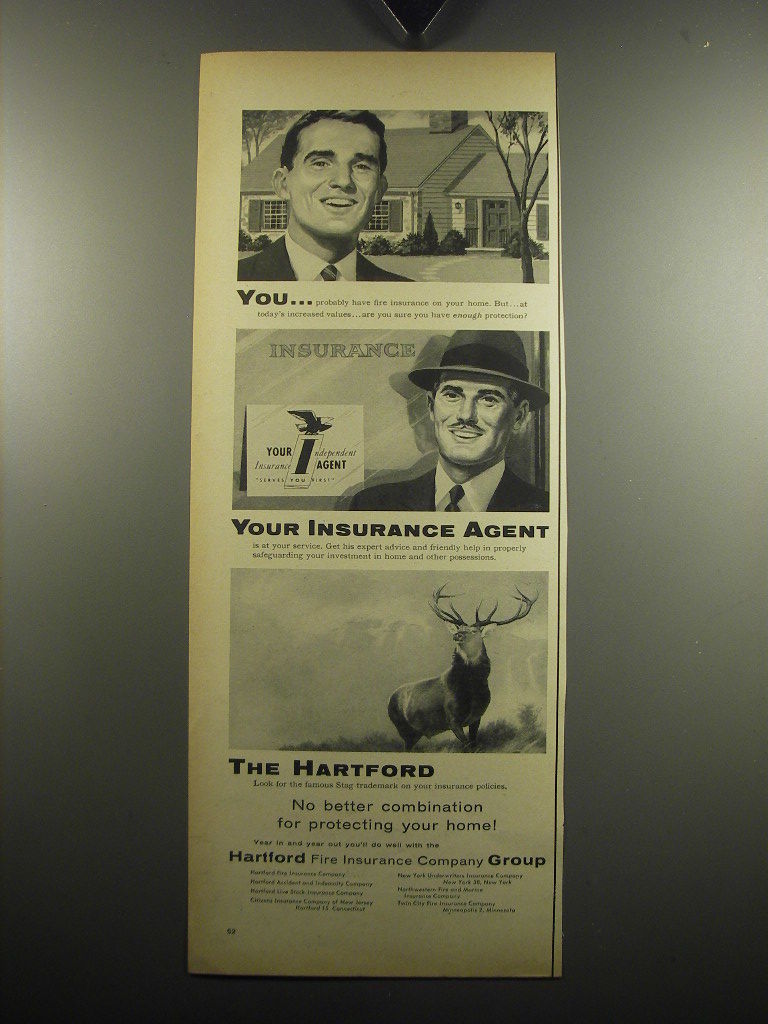 YOU... probably have fire insurance on your home. But...at
today's increased values...are you sure you have enough protection?
INSURANCE
YOUR Independent
Insurance AGENT
"SERVES YOU FIRST"
YOUR INSURANCE AGENT
is at your service. Get his expert advice and friendly help in properly
safeguarding your investment in home and other possessions.
THE HARTFORD
Look for the famous Stag trademark on your insurance policies.
No better combination
for protecting your home!
Year in and year out you'll do well with the
Hartford Fire Insurance Company Group
Hartford Fire Insurance Company
Hartford Accident and Indemnity Company
Hartford Live Stock Insurance Company
Citizens Insurance Company of New Jersey
Hartford 15, Connecticut
New York Underwriters Insurance Company
New York 38, New York
Northwestern Fire and Marine
Insurance Company
Twin City Fire Insurance Company
Minneapolis 2, Minnesota
92